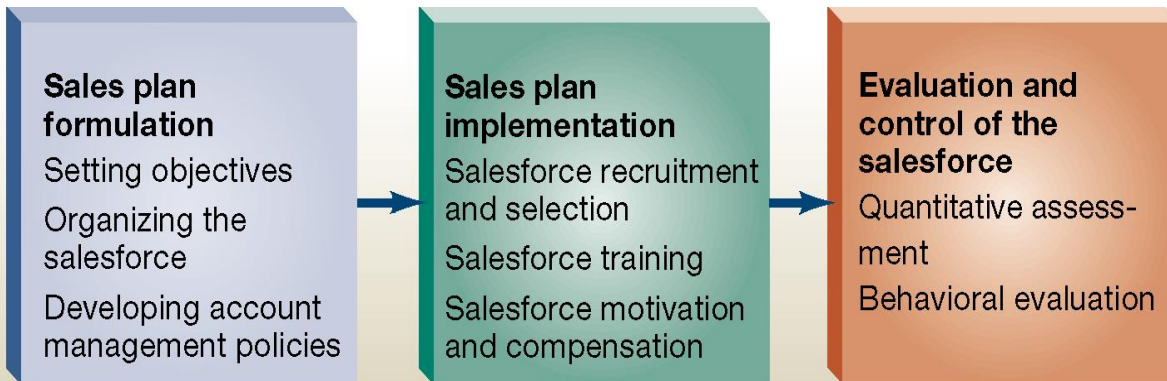 Sales plan
formulation
Setting objectives
Organizing the
salesforce
Developing account
management policies
Sales plan
implementation
Salesforce recruitment
and selection
Salesforce training
Salesforce motivation
and compensation
Evaluation and
control of the
salesforce
Quantitative assess-
ment
Behavioral evaluation